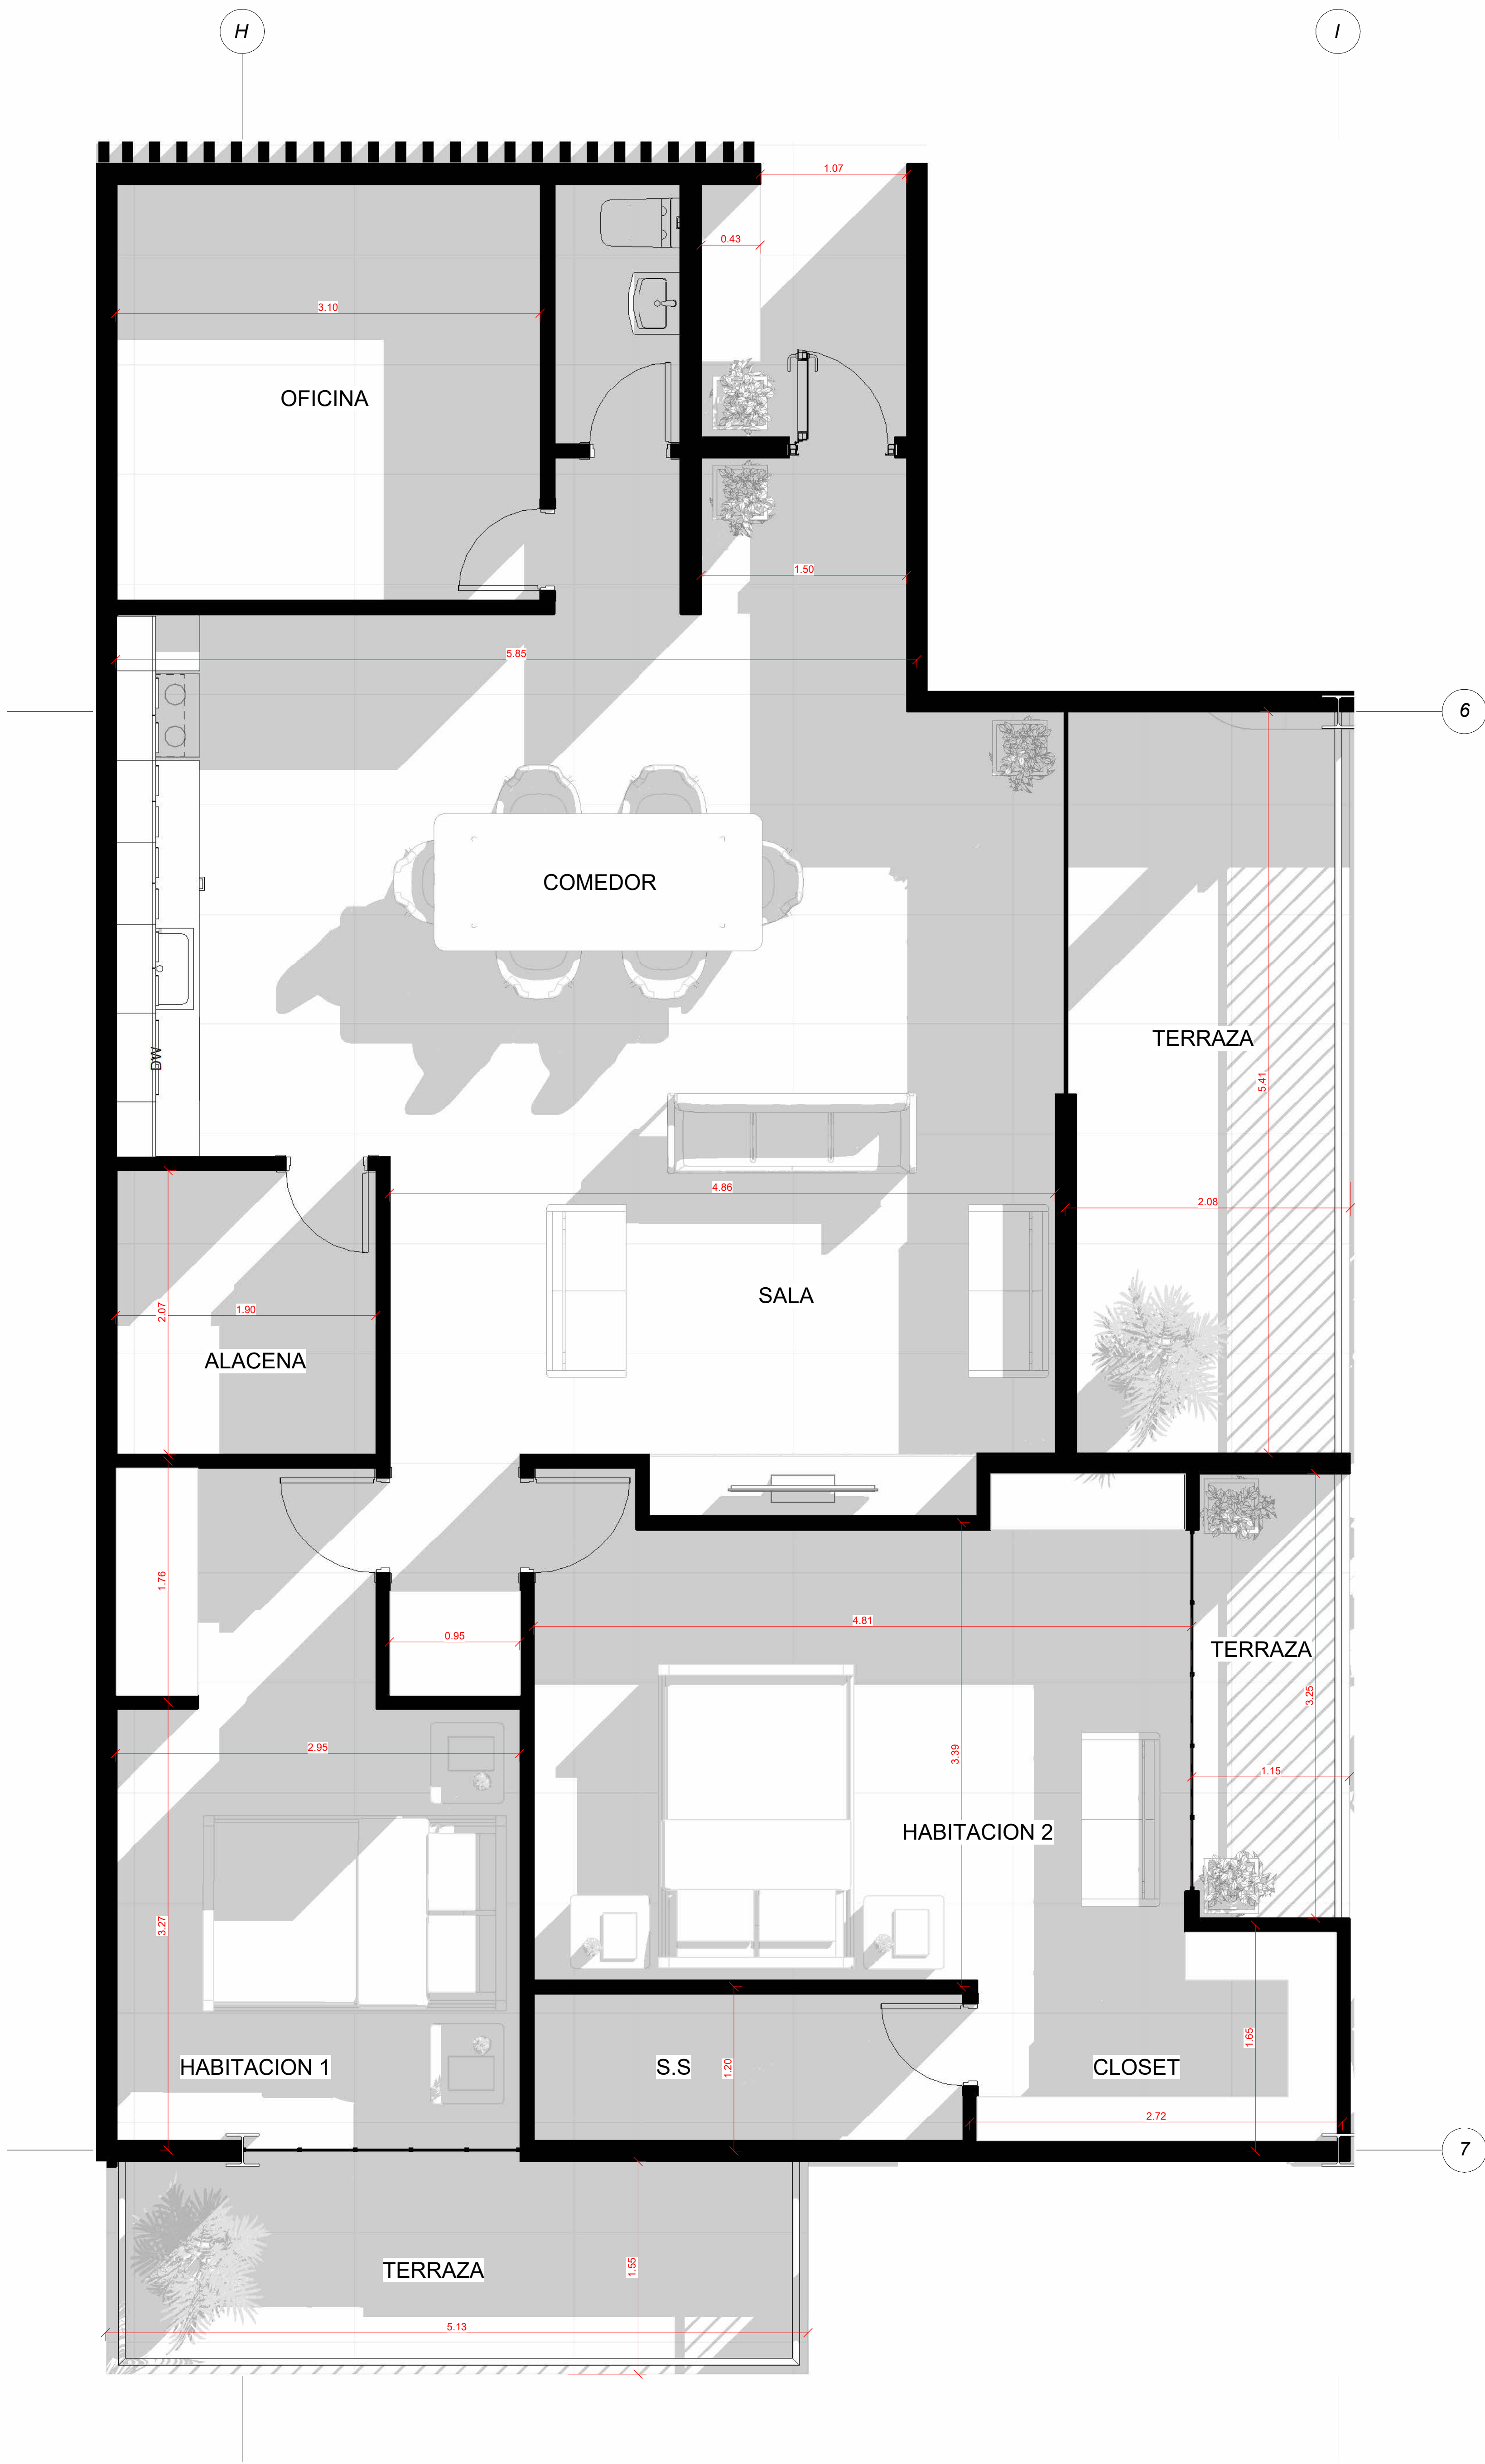 H
I
1.07
0.43
3.10
OFICINA
1.50
5.85
6
COMEDOR
TERRAZA
DW
5.41
4.86
2.08
SALA
2.07
1.90
ALACENA
1.76
0.95
4.81
TERRAZA
3.25
2.95
3.39
1.15
HABITACION 2
3.27
HABITACION 1
S.S
1.20
1.65
CLOSET
2.72
7
TERRAZA
1.55
5.13